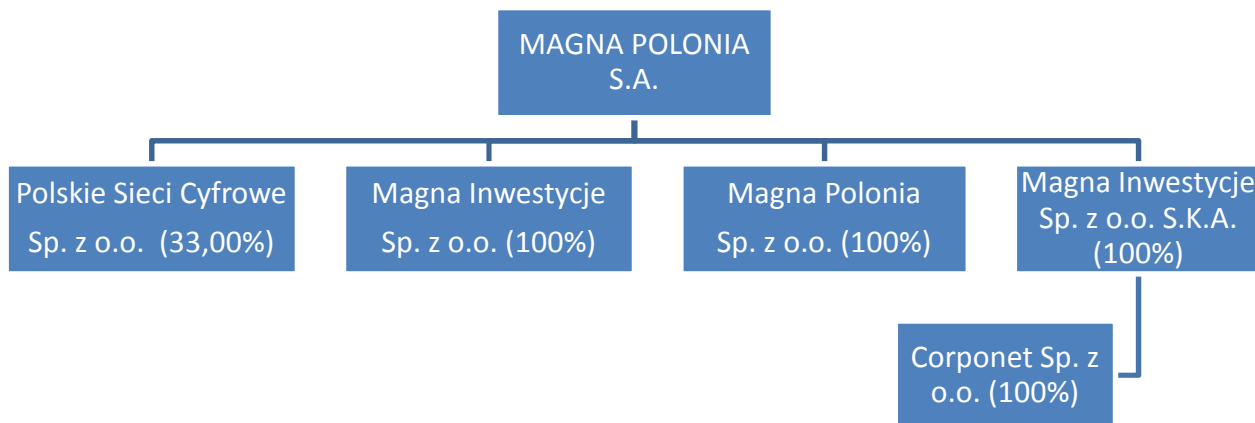 MAGNA POLONIA
S.A.
Polskie Sieci Cyfrowe
Sp. z o.o. (33,00%)
Magna Inwestycje
Sp. z o.o. (100%)
Magna Polonia
Sp. z o.o. (100%)
Magna Inwestycje
Sp. z o.o. S.K.A.
(100%)
Corponet Sp. z
o.o. (100%)